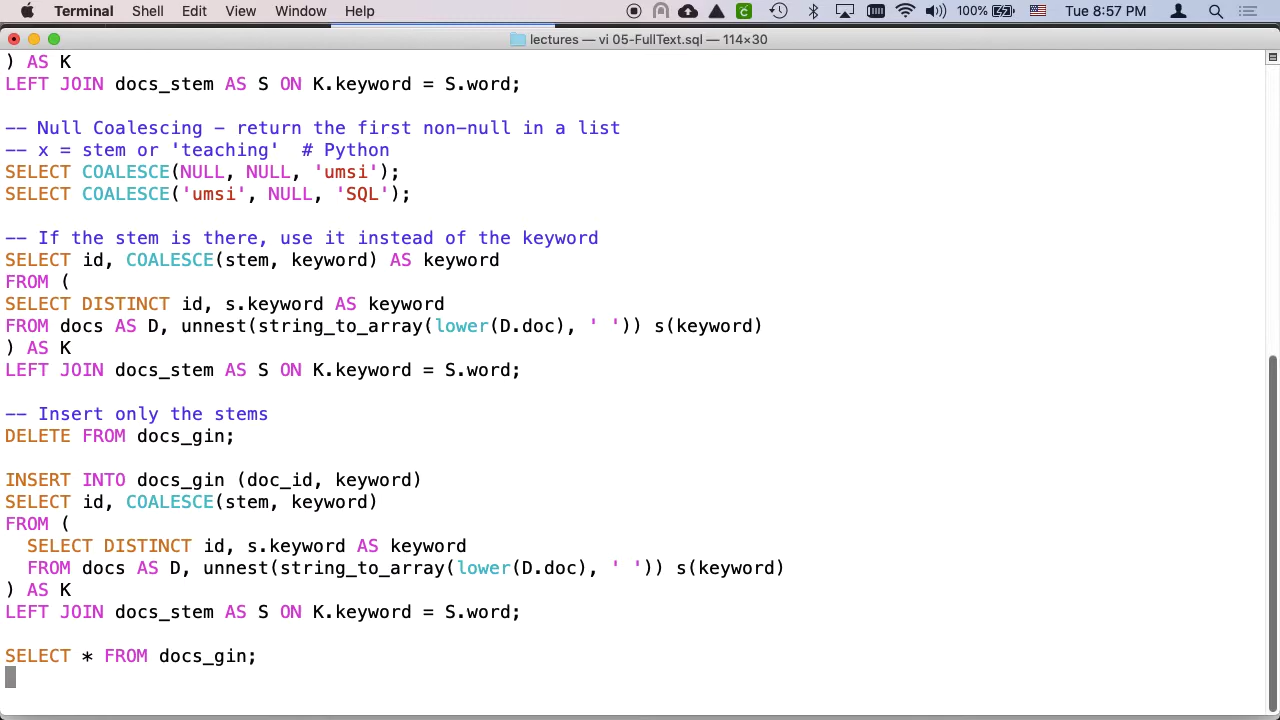 Terminal Shell Edit View Window Help 100% Tue 8:57 PM
lectures — vi 05-FullText.sql — 114×30
) AS K
LEFT JOIN docs_stem AS S ON K.keyword = S.word;
-- Null Coalescing - return the first non-null in a list
-- x = stem or 'teaching'  # Python
SELECT COALESCE(NULL, NULL, 'umsi');
SELECT COALESCE('umsi', NULL, 'SQL');
-- If the stem is there, use it instead of the keyword
SELECT id, COALESCE(stem, keyword) AS keyword
FROM (
SELECT DISTINCT id, s.keyword AS keyword
FROM docs AS D, unnest(string_to_array(lower(D.doc), ' ')) s(keyword)
) AS K
LEFT JOIN docs_stem AS S ON K.keyword = S.word;
-- Insert only the stems
DELETE FROM docs_gin;
INSERT INTO docs_gin (doc_id, keyword)
SELECT id, COALESCE(stem, keyword)
FROM (
  SELECT DISTINCT id, s.keyword AS keyword
  FROM docs AS D, unnest(string_to_array(lower(D.doc), ' ')) s(keyword)
) AS K
LEFT JOIN docs_stem AS S ON K.keyword = S.word;
SELECT * FROM docs_gin;